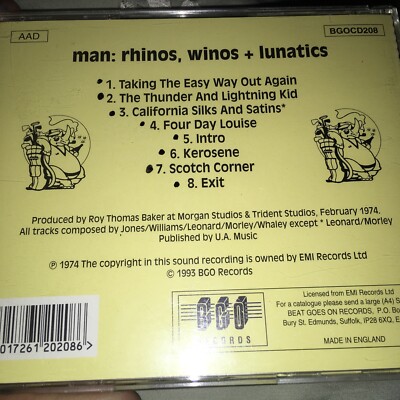 AAD
BGOCD208
man: rhinos, winos + lunatics
1. Taking The Easy Way Out Again
2. The Thunder And Lightning Kid
3. California Silks And Satins*
4. Four Day Louise
5. Intro
6. Kerosene
7. Scotch Corner
8. Exit
Produced by Roy Thomas Baker at Morgan Studios & Trident Studios, February 1974.
All tracks composed by Jones/Williams/Leonard/Morley/Whaley except * Leonard/Morley
Published by U.A. Music
℗ 1974 The copyright in this sound recording is owned by EMI Records Ltd
© 1993 BGO Records
017261 202086
BGO
RECORDS
Licensed from EMI Records Ltd
For a catalogue please send a large (A4) S
BEAT GOES ON RECORDS, P.O. Bo
Bury St. Edmunds, Suffolk, IP28 6XQ, E
MADE IN ENGLAND